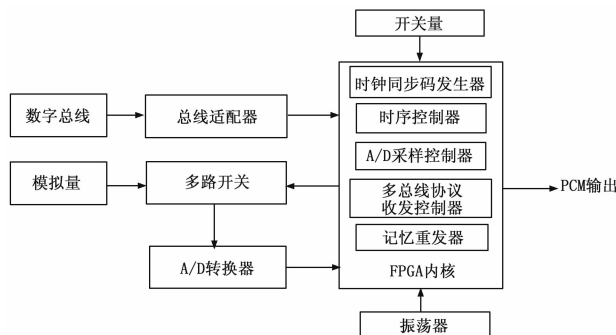 开关量
时钟同步码发生器
数字总线
总线适配器
时序控制器
A/D采样控制器
模拟量
多路开关
多总线协议
收发控制器
PCM输出
记忆重发器
A/D转换器
FPGA内核
振荡器